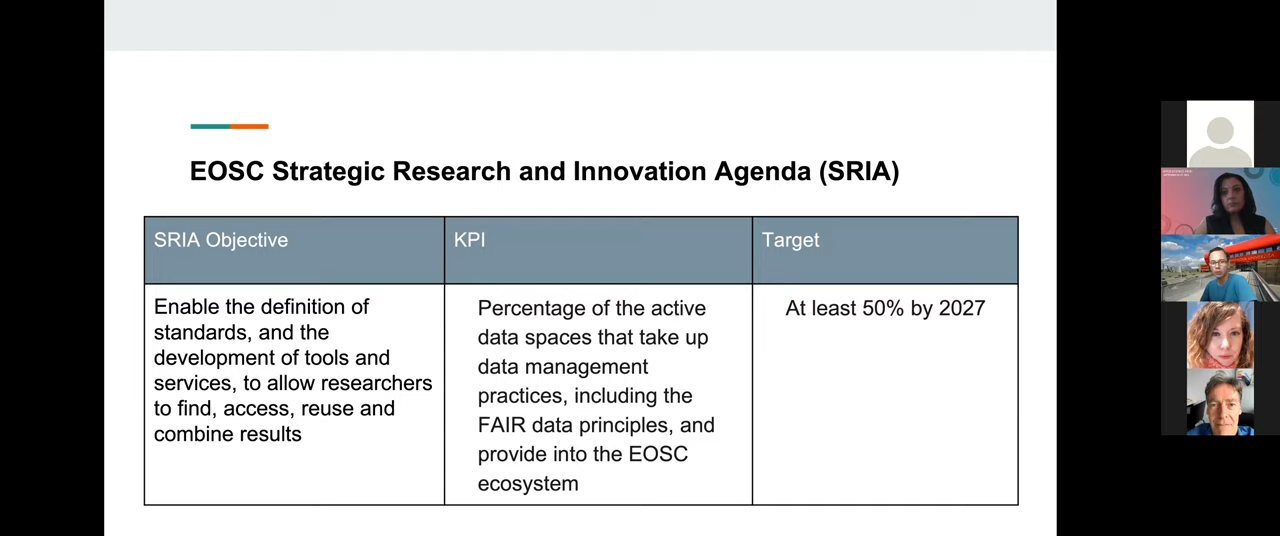 EOSC Strategic Research and Innovation Agenda (SRIA)
SRIA Objective
KPI
Target
Enable the definition of
standards, and the
development of tools and
services, to allow researchers
to find, access, reuse and
combine results
Percentage of the active
data spaces that take up
data management
practices, including the
FAIR data principles, and
provide into the EOSC
ecosystem
At least 50% by 2027